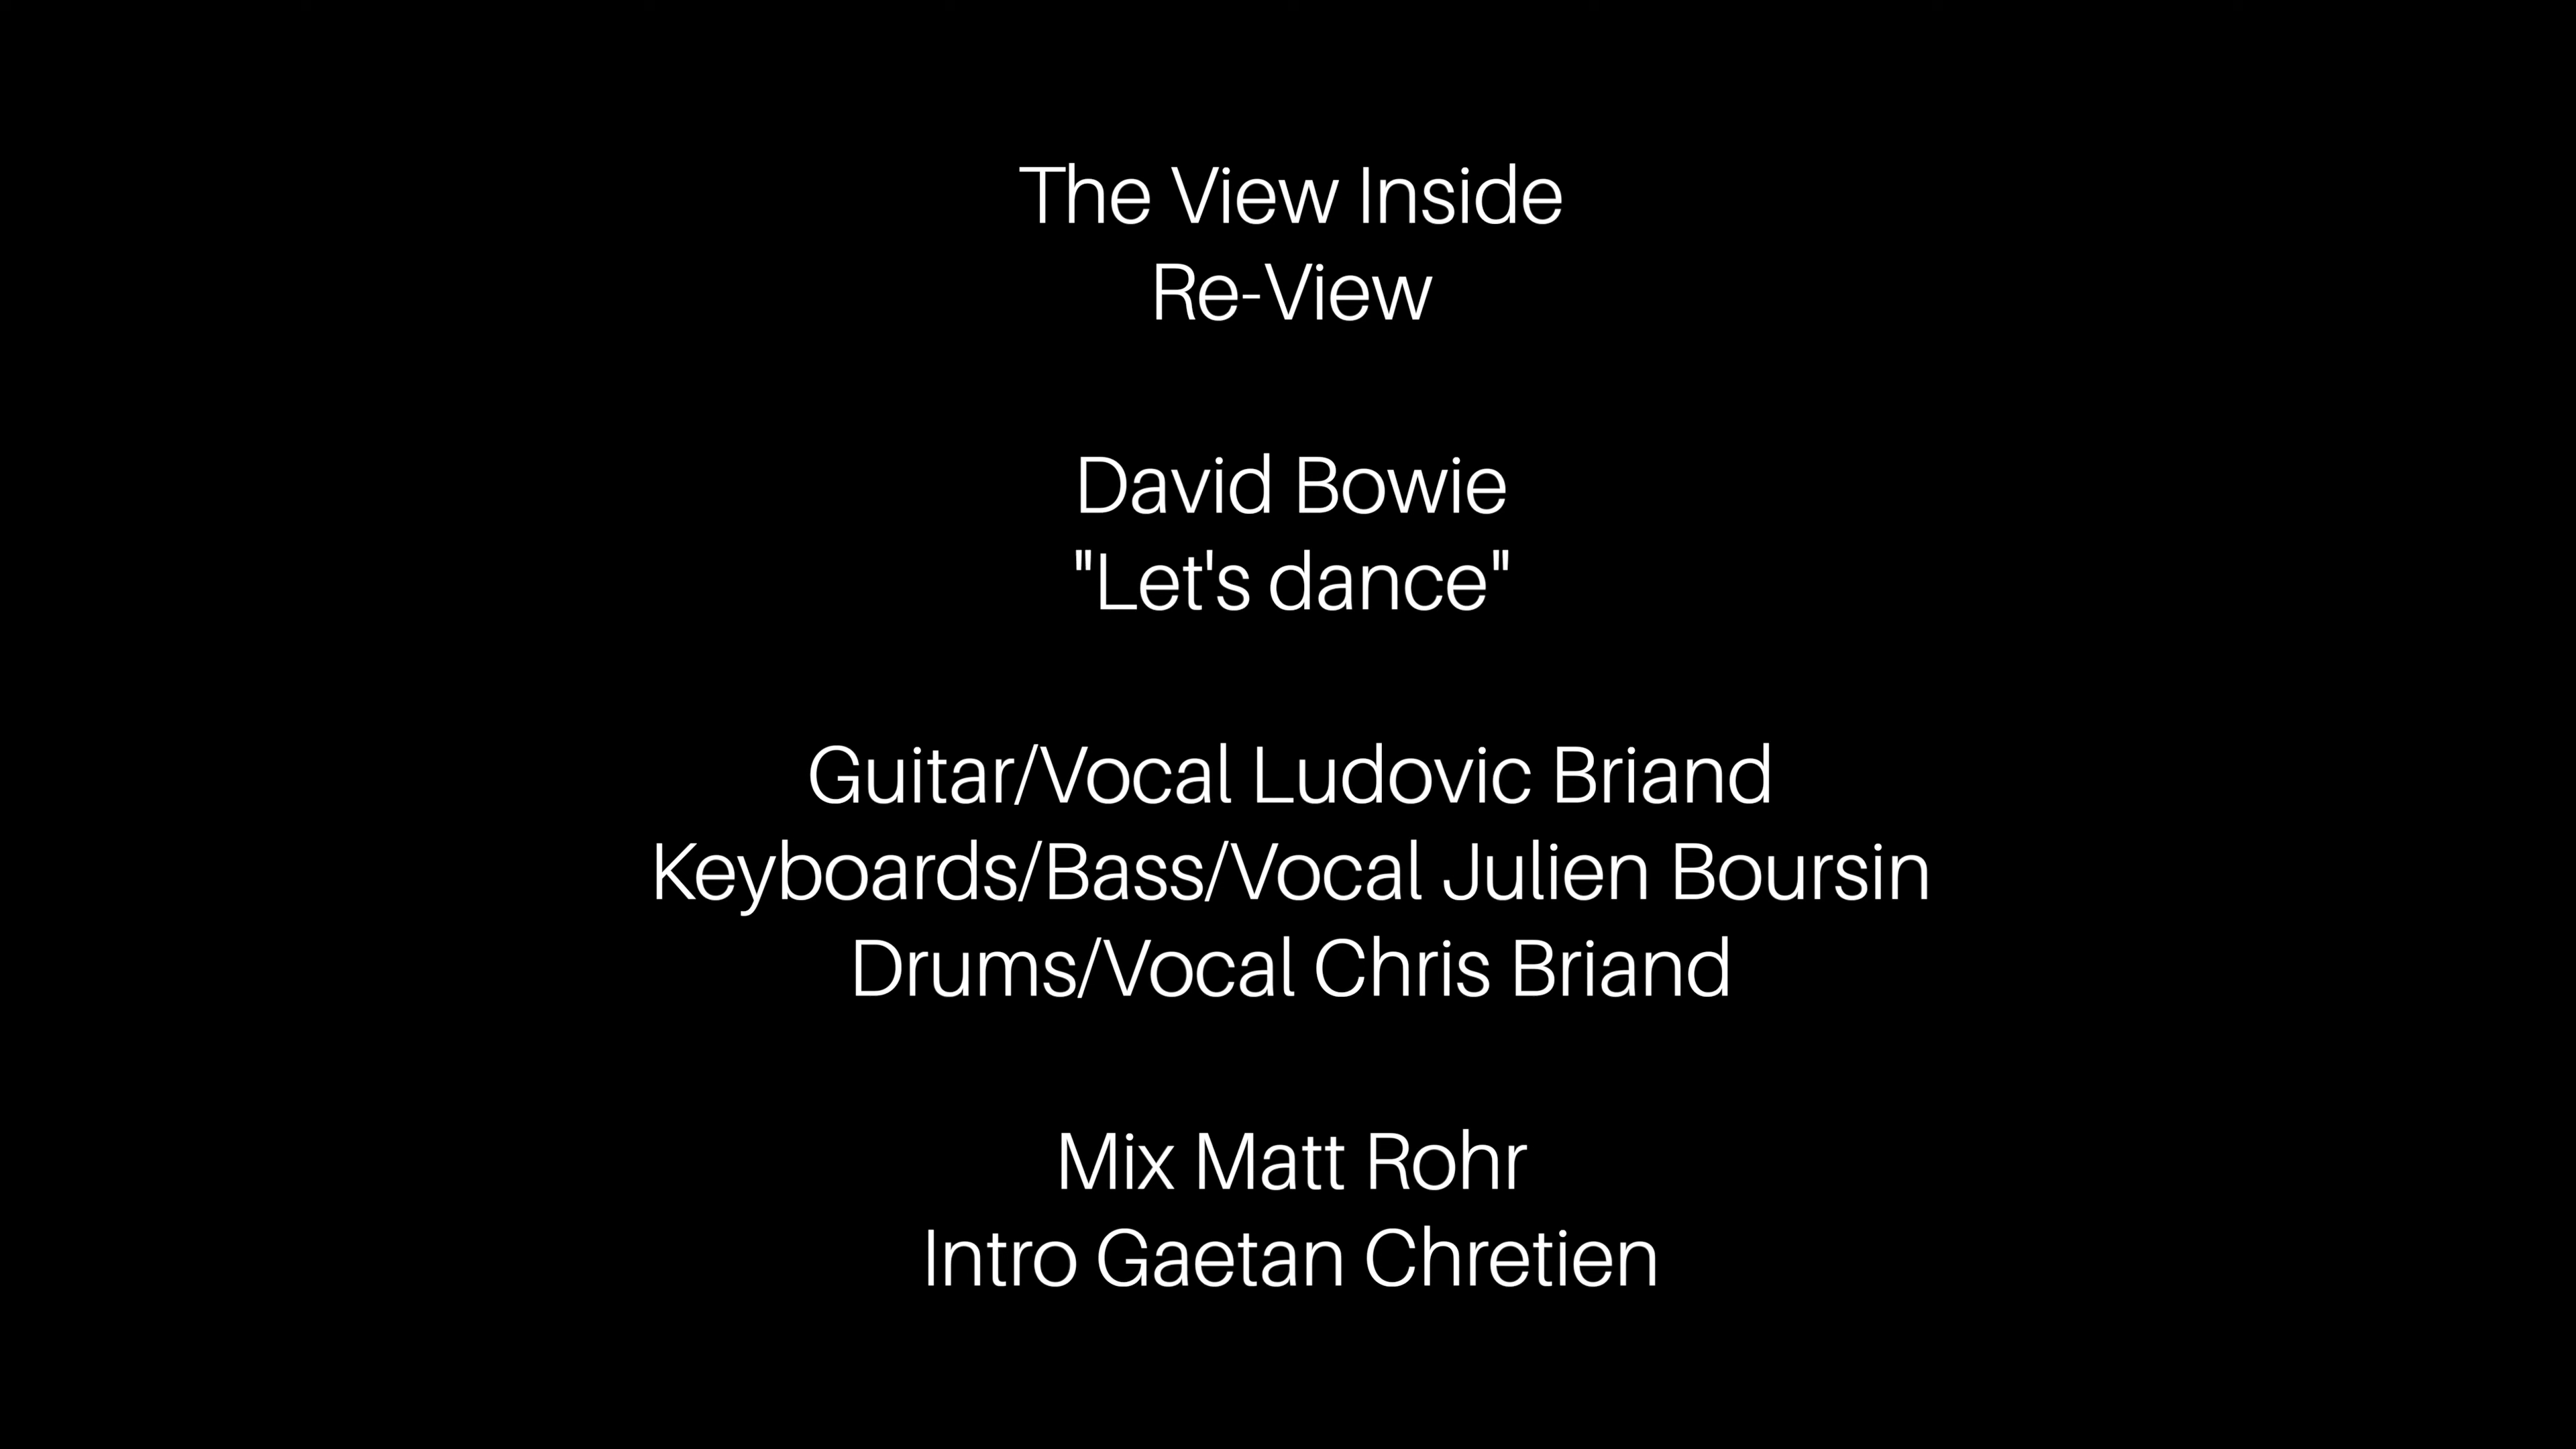 The View Inside
Re-View
David Bowie
"Let's dance"
Guitar/Vocal Ludovic Briand
Keyboards/Bass/Vocal Julien Boursin
Drums/Vocal Chris Briand
Mix Matt Rohr
Intro Gaetan Chretien